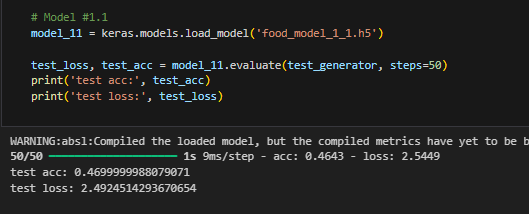 # Model #1.1
model_11 = keras.models.load_model('food_model_1_1.h5')
test_loss, test_acc = model_11.evaluate(test_generator, steps=50)
print('test acc:', test_acc)
print('test loss:', test_loss)
WARNING:absl:Compiled the loaded model, but the compiled metrics have yet to be b
50/50 ━━━━━━━━━━━━━━━━━━━━ 1s 9ms/step - acc: 0.4643 - loss: 2.5449
test acc: 0.4699999988079071
test loss: 2.4924514293670654